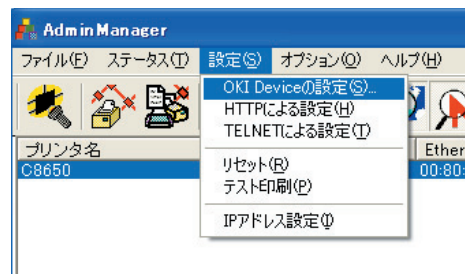 AdminManager
ファイル(F) ステータス(T) 設定(S) オプション(O) ヘルプ(H)
OKI Deviceの設定(S)...
HTTPによる設定(H)
TELNETによる設定(T)
リセット(R)
テスト印刷(P)
IPアドレス設定(I)
プリンタ名 Ether
C8650 00:80: